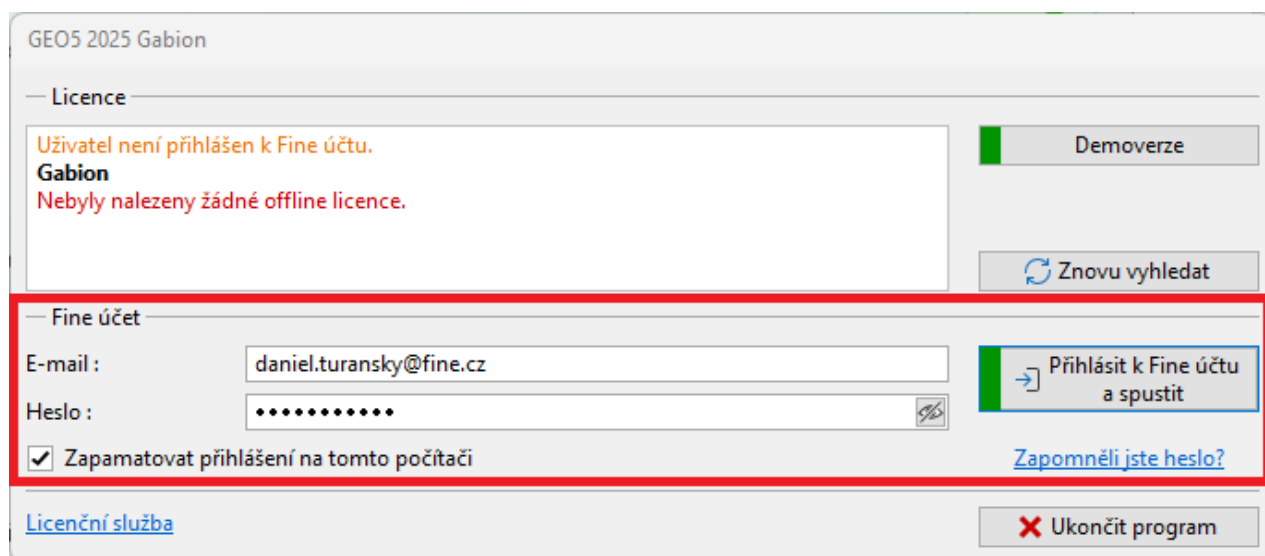 GEO5 2025 Gabion
Licence
Uživatel není přihlášen k Fine účtu.
Gabion
Nebyly nalezeny žádné offline licence.
Demoverze
Znovu vyhledat
Fine účet
E-mail :
daniel.turansky@fine.cz
Heslo :
•••••••••••
Přihlásit k Fine účtu
a spustit
Zapamatovat přihlášení na tomto počítači
Zapomněli jste heslo?
Licenční služba
Ukončit program